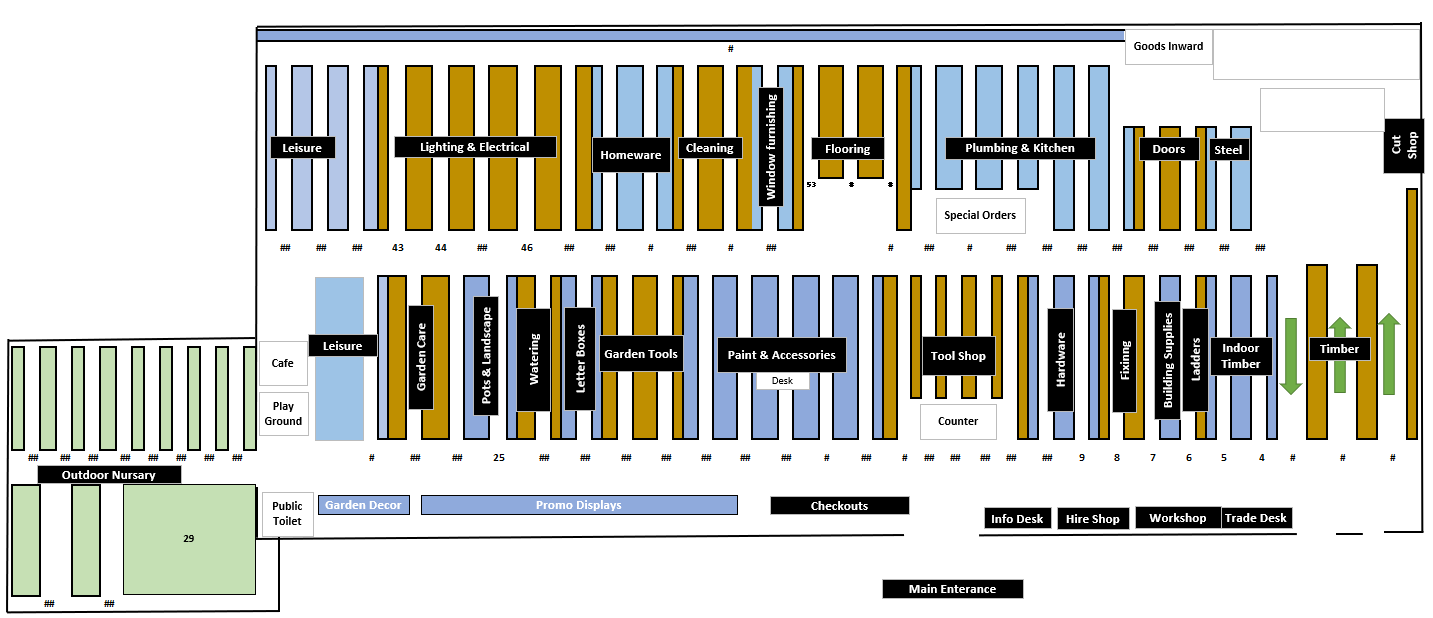 Goods Inward
#
Leisure
Lighting & Electrical
Homeware
Cleaning
Window furnishing
Flooring
Plumbing & Kitchen
Doors
Steel
Cut
Shop
53 # #
Special Orders
## ## ## 43 44 ## 46 ## ## # ## # ## # ## # ## ## ## ## ## ## ## ##
Cafe
Play
Ground
Leisure
Garden Care
Pots & Landscape
Watering
Letter Boxes
Garden Tools
Paint & Accessories
Desk
Tool Shop
Counter
Hardware
Fixinng
Building Supplies
Ladders
Indoor
Timber
Timber
## ## ## ## ## ## ## ## # ## ## 25 ## ## ## ## ## ## ## # ## # ## ## ## ## ## 9 8 7 6 5 4 # # #
Outdoor Nursary
29
## ##
Public
Toilet
Garden Decor
Promo Displays
Checkouts
Info Desk
Hire Shop
Workshop
Trade Desk
Main Enterance